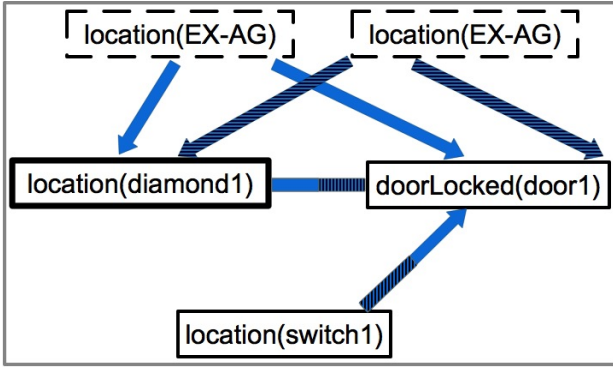 location(EX-AG)
location(EX-AG)
location(diamond1)
doorLocked(door1)
location(switch1)